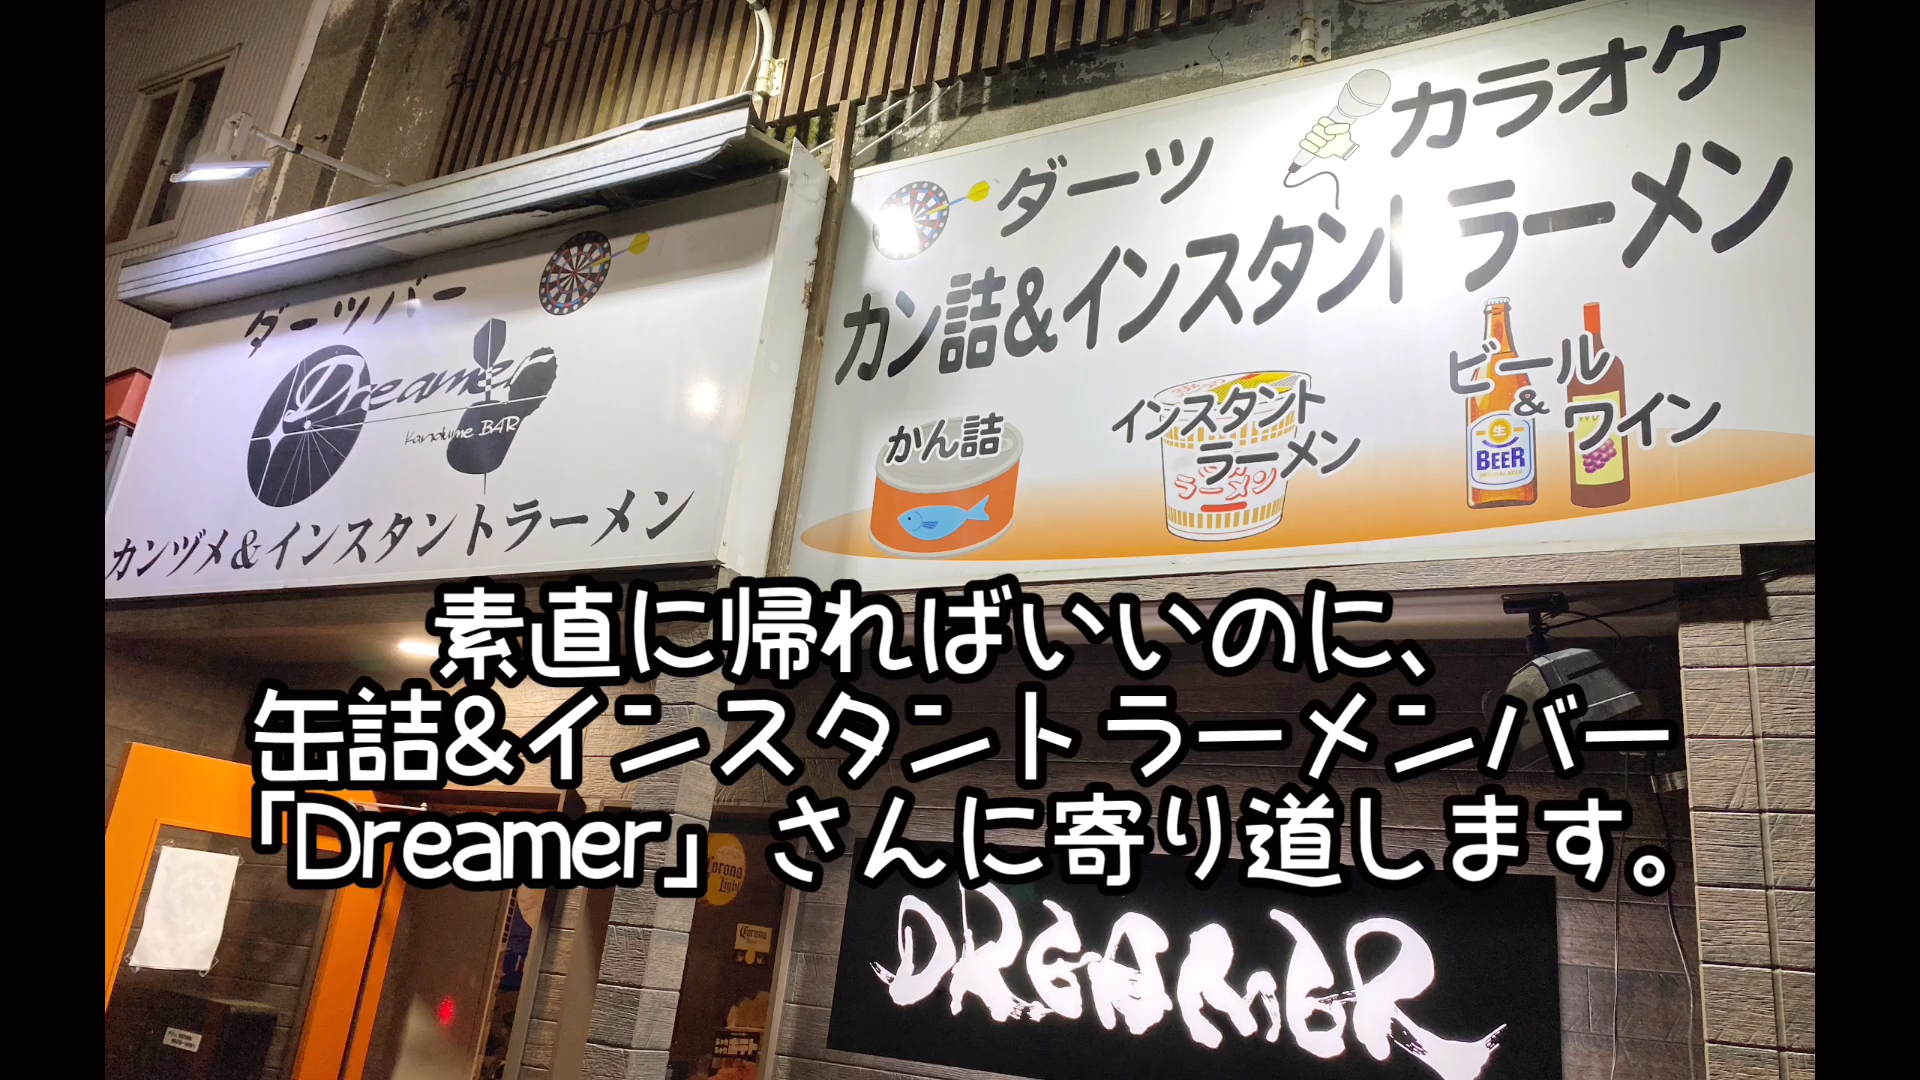 ダーツバー
Dreamer
Kandume BAR
カンヅメ&インスタントラーメン
ダーツ
カラオケ
カン詰&インスタントラーメン
かん詰
インスタント
ラーメン
ラーメン
ビール
&
ワイン
生
BEER
素直に帰ればいいのに、
缶詰&インスタントラーメンバー
「Dreamer」さんに寄り道します。
Corona
Light
Corona
DREAMER